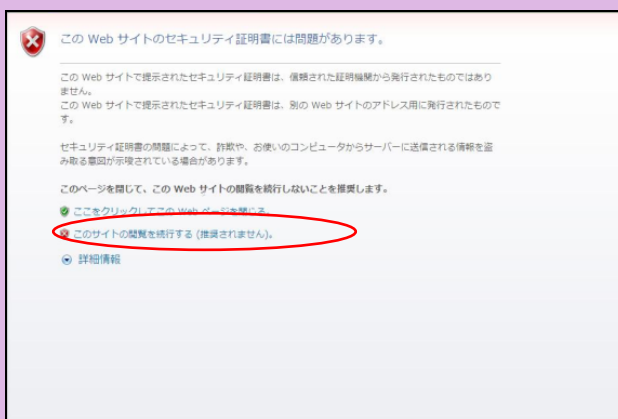 この Web サイトのセキュリティ証明書には問題があります。
この Web サイトで提示されたセキュリティ証明書は、信頼された証明機関から発行されたものではあり
ません。
この Web サイトで提示されたセキュリティ証明書は、別の Web サイトのアドレス用に発行されたもので
す。
セキュリティ証明書の問題によって、詐欺や、お使いのコンピュータからサーバーに送信される情報を盗
み取る意図が示唆されている場合があります。
このページを閉じて、この Web サイトの閲覧を続行しないことを推奨します。
ここをクリックしてこの Web ページを閉じる。
このサイトの閲覧を続行する (推奨されません)。
詳細情報